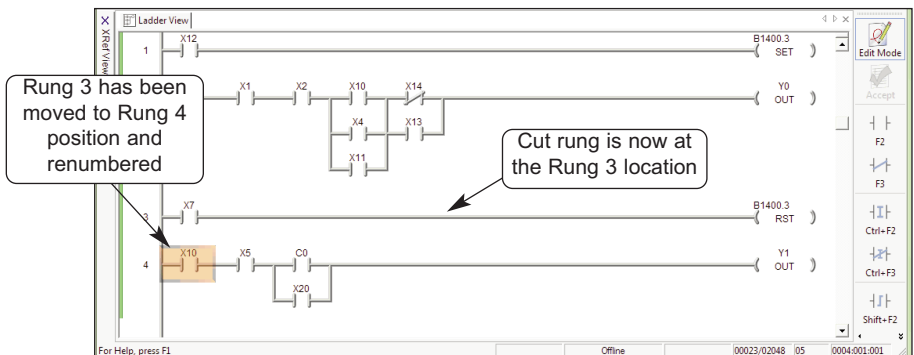 Ladder View
XRefView
1
X12
B1400.3
SET
Edit Mode
Accept
Rung 3 has been
moved to Rung 4
position and
renumbered
X1
X2
X10
X14
Y0
OUT
X4
X13
X11
Cut rung is now at
the Rung 3 location
F2
F3
3
X7
B1400.3
RST
Ctrl+F2
4
X10
X5
C0
Y1
OUT
X20
Ctrl+F3
Shift+F2
For Help, press F1
Offline
00023/02048
05
0004:001:001